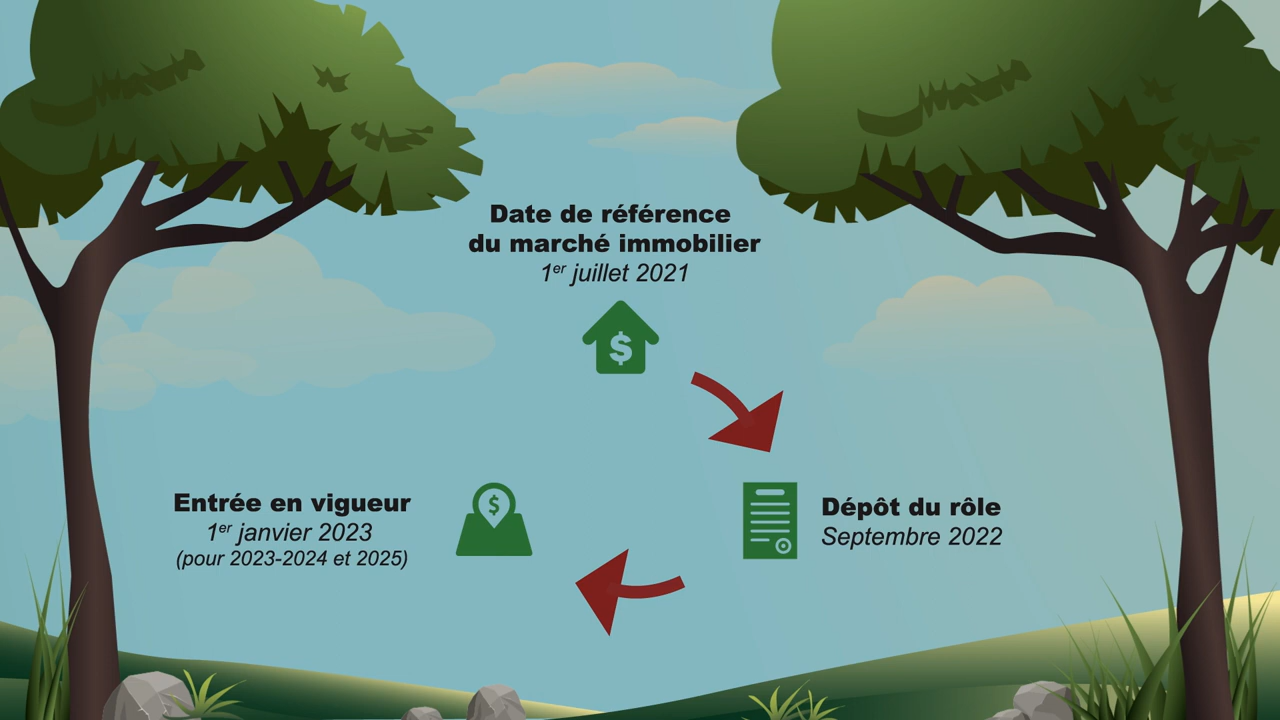 Date de référence
du marché immobilier
1er juillet 2021
$
Dépôt du rôle
Septembre 2022
$
Entrée en vigueur
1er janvier 2023
(pour 2023-2024 et 2025)